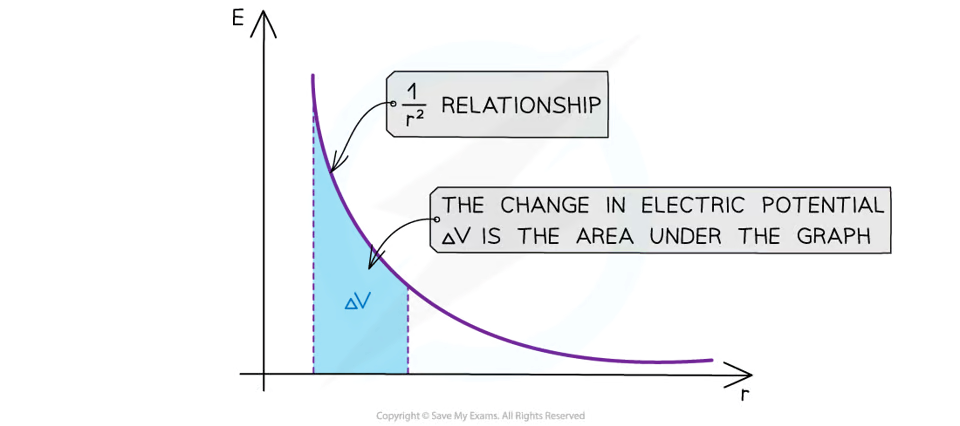 E
1
r²
RELATIONSHIP
THE CHANGE IN ELECTRIC POTENTIAL
ΔV IS THE AREA UNDER THE GRAPH
ΔV
r
Copyright © Save My Exams. All Rights Reserved